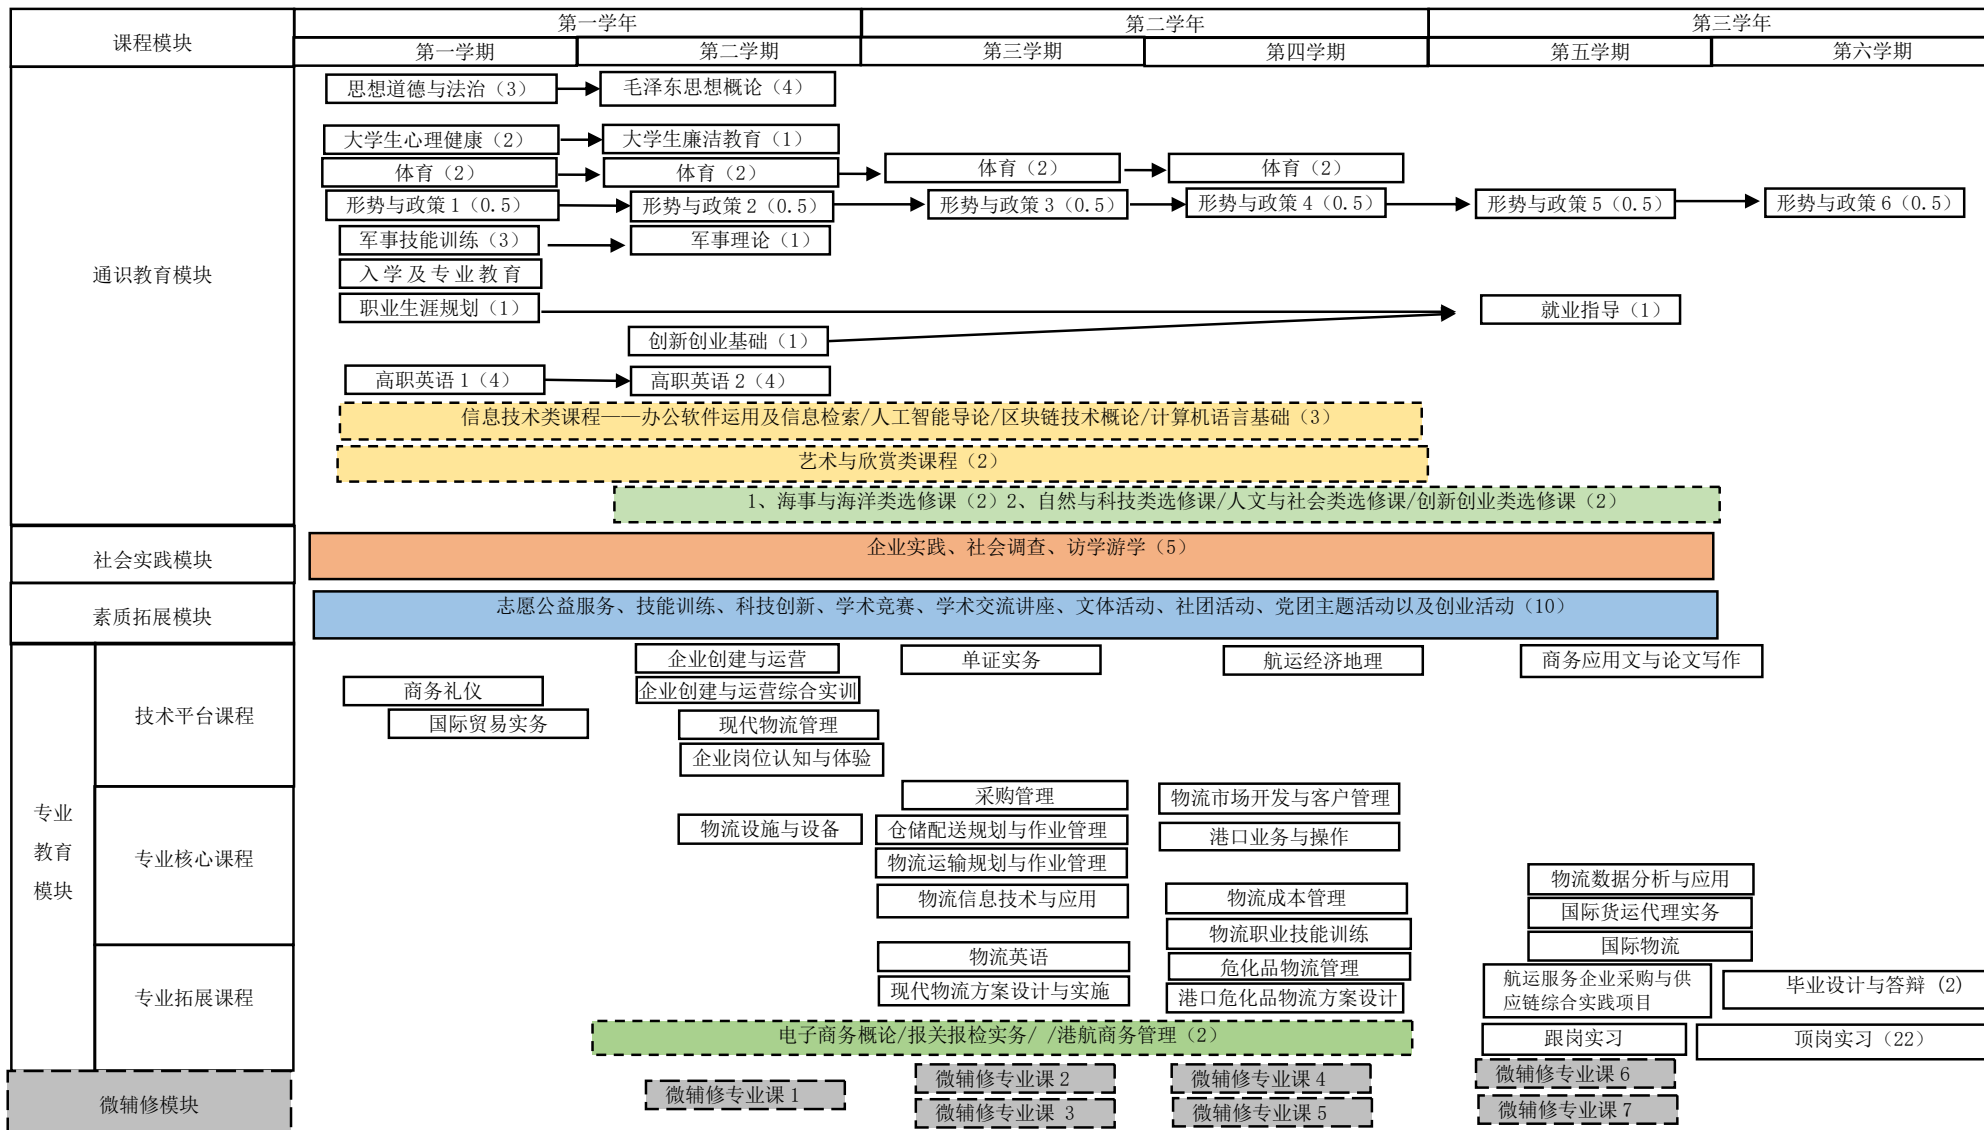 课程模块
第一学年
第二学年
第三学年
第一学期
第二学期
第三学期
第四学期
第五学期
第六学期
通识教育模块
思想道德与法治（3）
毛泽东思想概论（4）
大学生心理健康（2）
大学生廉洁教育（1）
体育（2）
体育（2）
体育（2）
体育（2）
形势与政策 1（0.5）
形势与政策 2（0.5）
形势与政策 3（0.5）
形势与政策 4（0.5）
形势与政策 5（0.5）
形势与政策 6（0.5）
军事技能训练（3）
军事理论（1）
入学及专业教育
职业生涯规划（1）
就业指导（1）
创新创业基础（1）
高职英语 1（4）
高职英语 2（4）
信息技术类课程——办公软件运用及信息检索/人工智能导论/区块链技术概论/计算机语言基础（3）
艺术与欣赏类课程（2）
1、海事与海洋类选修课（2）2、自然与科技类选修课/人文与社会类选修课/创新创业类选修课（2）
社会实践模块
企业实践、社会调查、访学游学（5）
素质拓展模块
志愿公益服务、技能训练、科技创新、学术竞赛、学术交流讲座、文体活动、社团活动、党团主题活动以及创业活动（10）
专业
教育
模块
技术平台课程
企业创建与运营
单证实务
航运经济地理
商务应用文与论文写作
商务礼仪
企业创建与运营综合实训
国际贸易实务
现代物流管理
企业岗位认知与体验
专业核心课程
采购管理
物流市场开发与客户管理
物流设施与设备
仓储配送规划与作业管理
港口业务与操作
物流运输规划与作业管理
物流数据分析与应用
物流信息技术与应用
物流成本管理
国际货运代理实务
物流职业技能训练
国际物流
专业拓展课程
物流英语
危化品物流管理
现代物流方案设计与实施
港口危化品物流方案设计
航运服务企业采购与供
应链综合实践项目
毕业设计与答辩 (2)
电子商务概论/报关报检实务/ /港航商务管理（2）
跟岗实习
顶岗实习（22）
微辅修模块
微辅修专业课 1
微辅修专业课 2
微辅修专业课 3
微辅修专业课 4
微辅修专业课 5
微辅修专业课 6
微辅修专业课 7